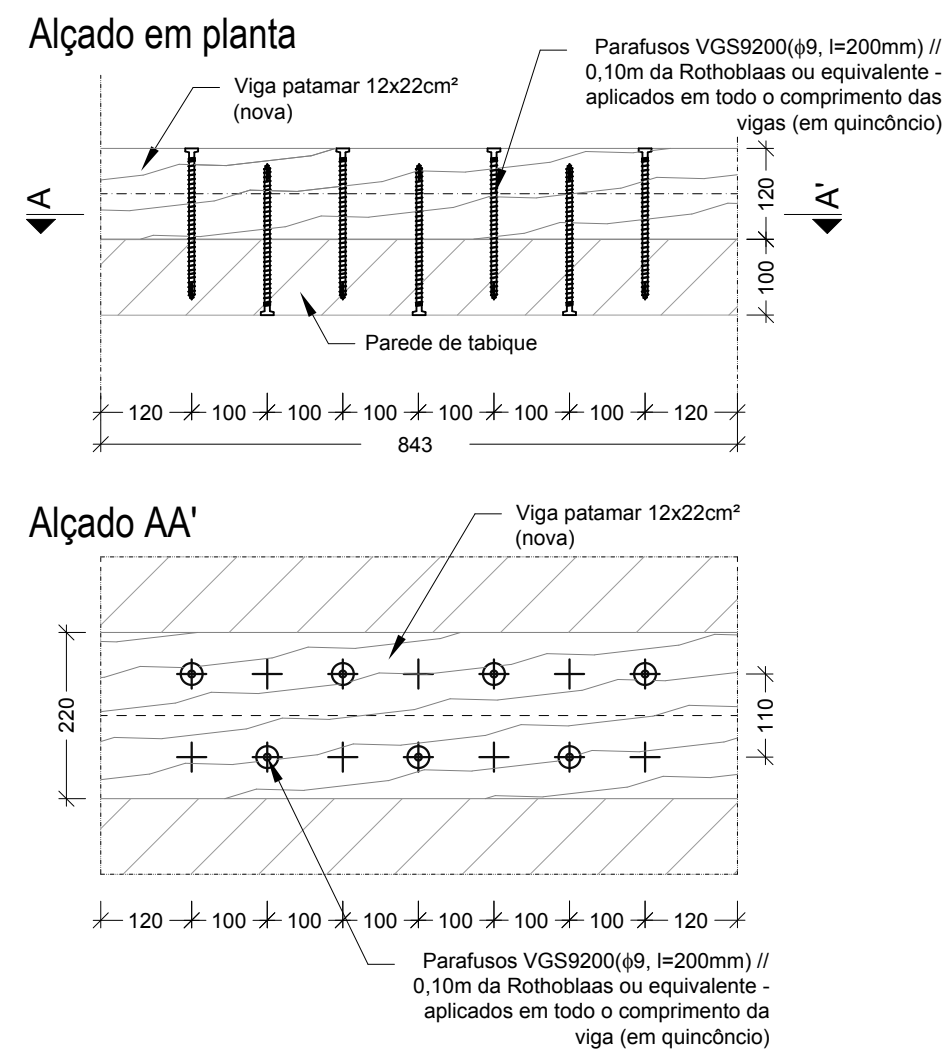 Alçado em planta
Parafusos VGS9200(ϕ9, l=200mm) //
0,10m da Rothoblaas ou equivalente -
aplicados em todo o comprimento das
vigas (em quincôncio)
Viga patamar 12x22cm²
(nova)
A
A'
120
100
Parede de tabique
120 100 100 100 100 100 100 120
843
Alçado AA'
Viga patamar 12x22cm²
(nova)
220
110
120 100 100 100 100 100 100 120
Parafusos VGS9200(ϕ9, l=200mm) //
0,10m da Rothoblaas ou equivalente -
aplicados em todo o comprimento da
viga (em quincôncio)